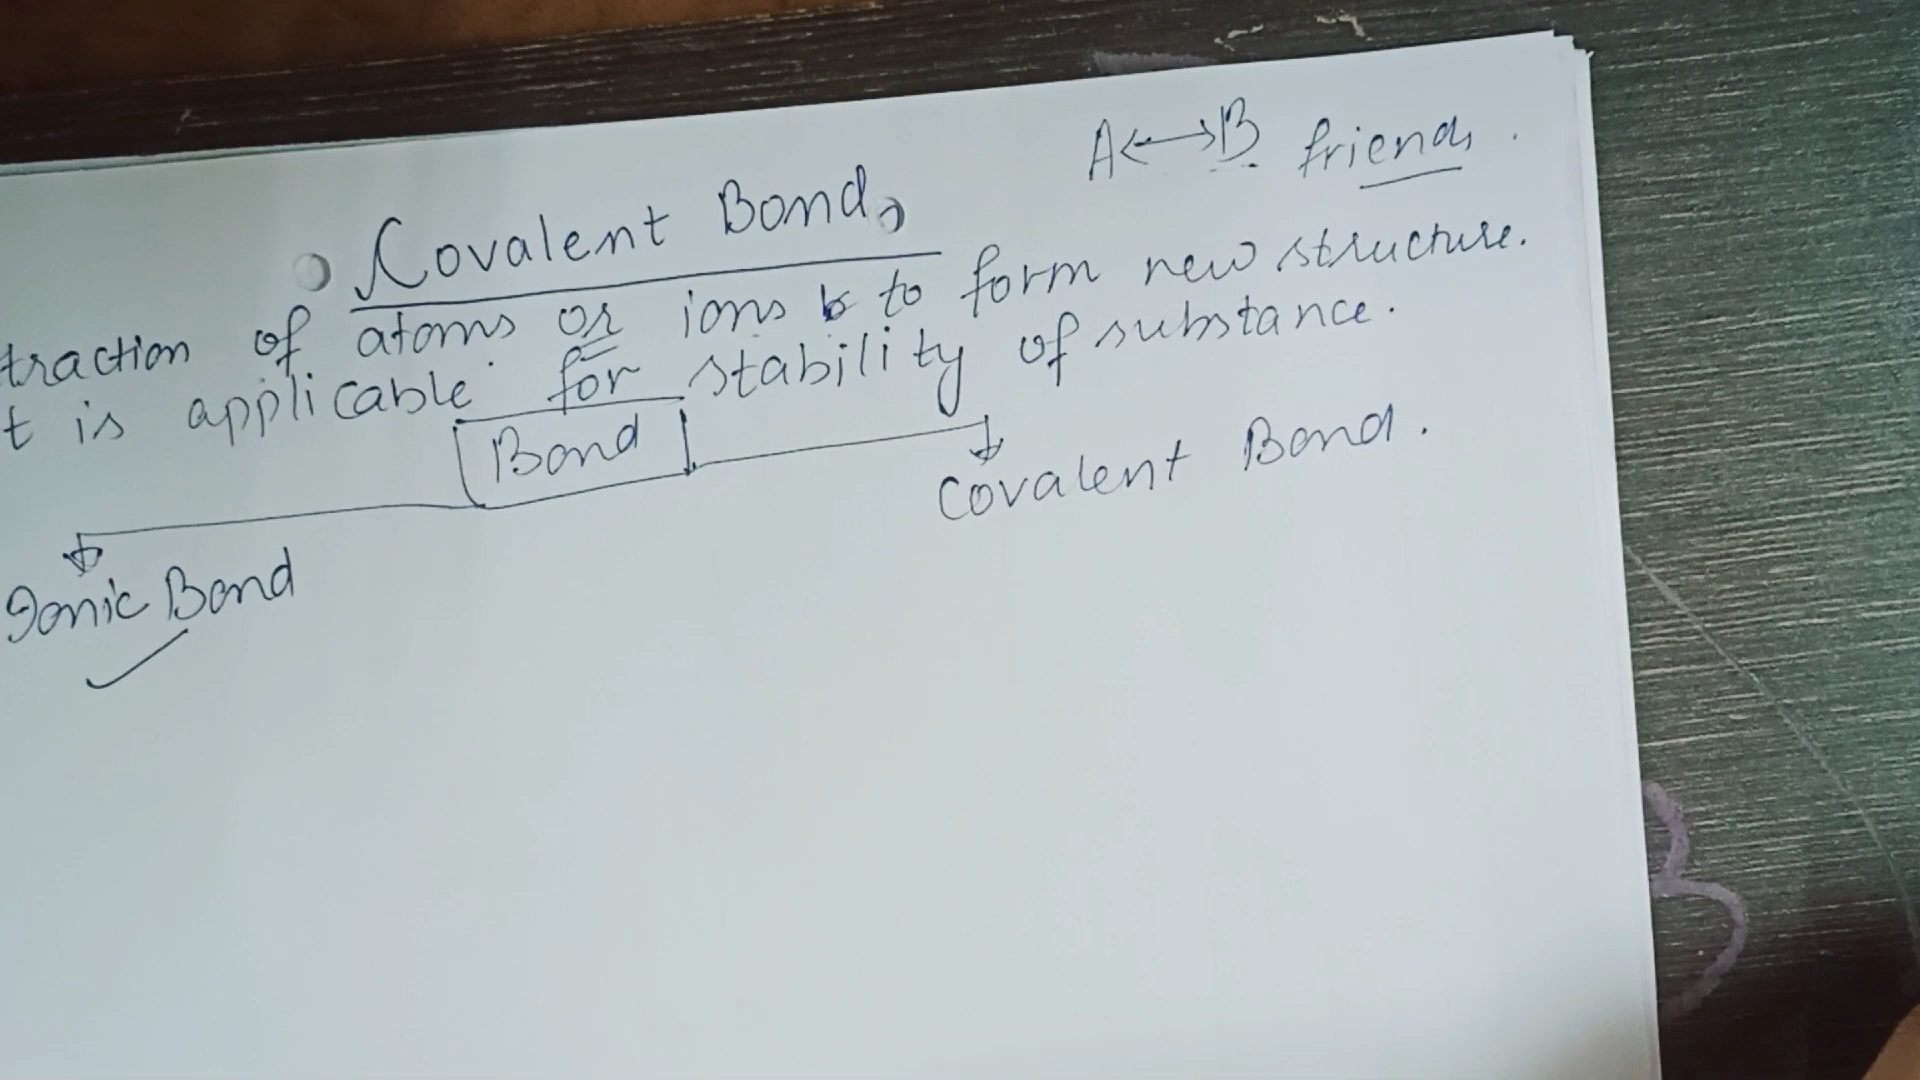 A<->B friend,.
Covalent Bond,
traction of atoms or ions to form new structure.
t is applicable for stability of substance.
Bond
Covalent Bond.
Ionic Bond